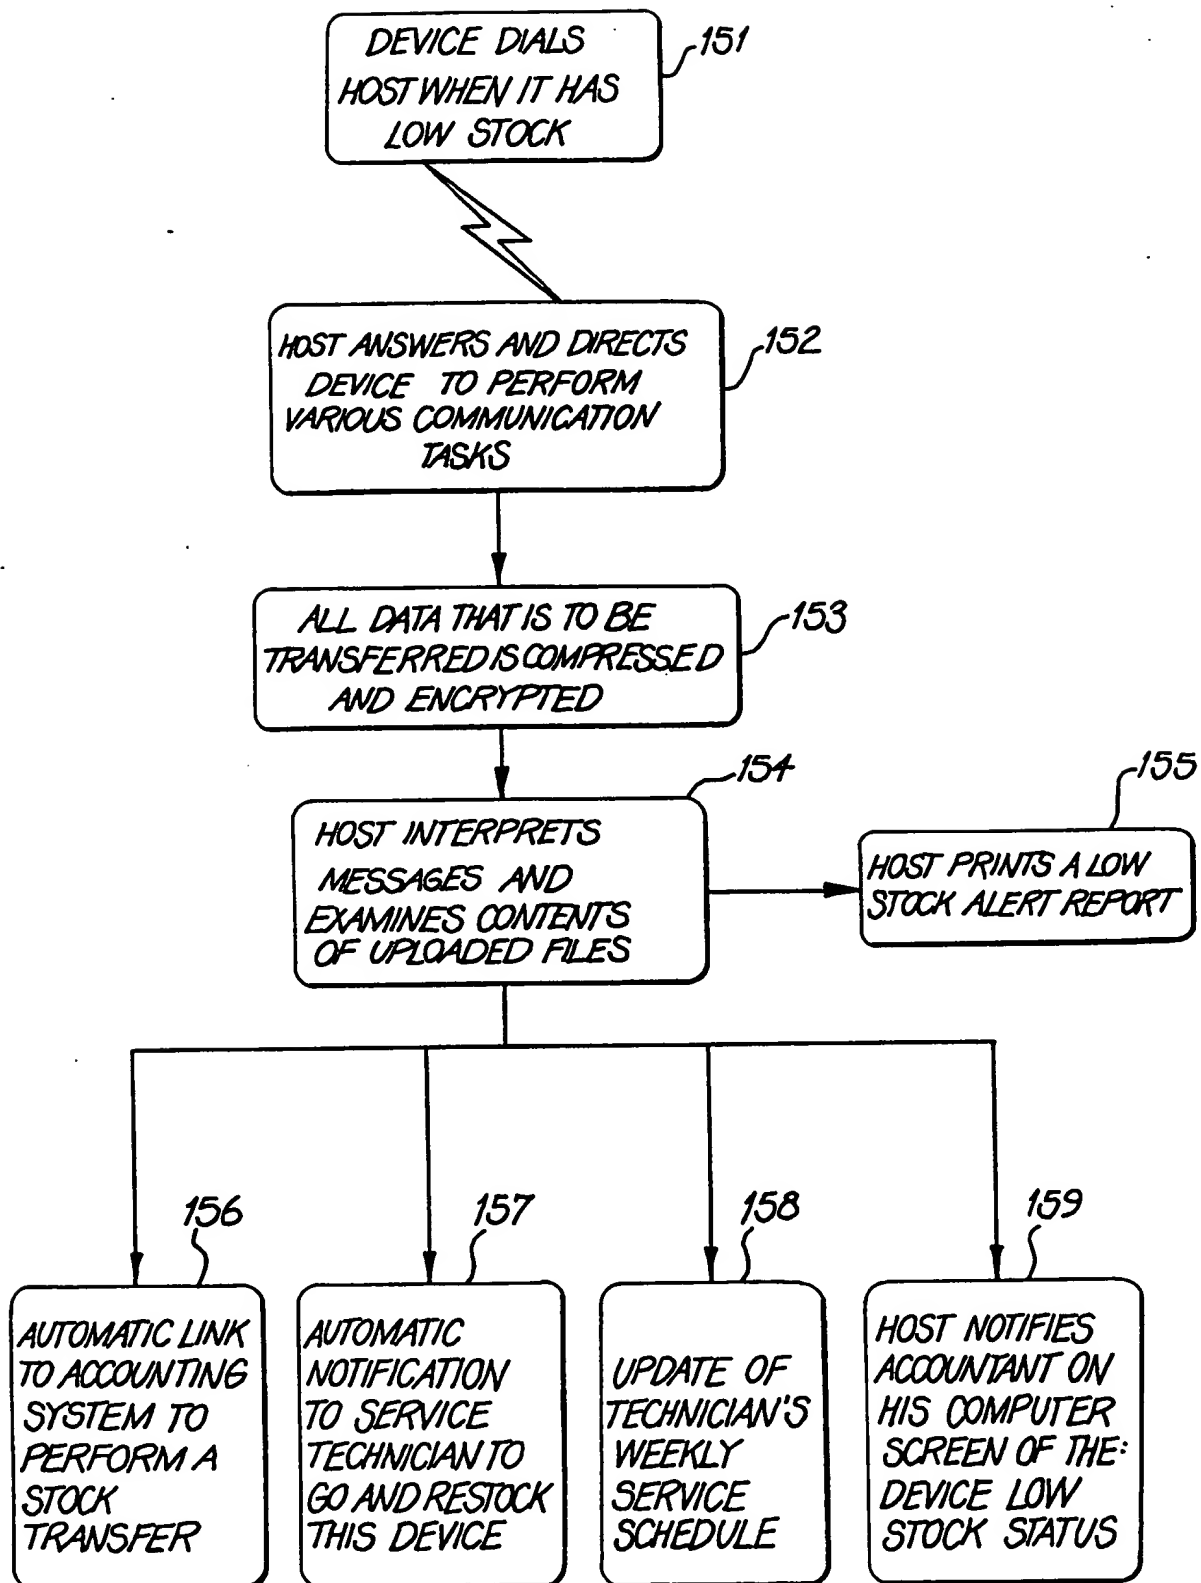 DEVICE DIALS
HOST WHEN IT HAS
LOW STOCK
151
HOST ANSWERS AND DIRECTS
DEVICE TO PERFORM
VARIOUS COMMUNICATION
TASKS
152
ALL DATA THAT IS TO BE
TRANSFERRED IS COMPRESSED
AND ENCRYPTED
153
HOST INTERPRETS
MESSAGES AND
EXAMINES CONTENTS
OF UPLOADED FILES
154
HOST PRINTS A LOW
STOCK ALERT REPORT
155
AUTOMATIC LINK
TO ACCOUNTING
SYSTEM TO
PERFORM A
STOCK
TRANSFER
156
AUTOMATIC
NOTIFICATION
TO SERVICE
TECHNICIAN TO
GO AND RESTOCK
THIS DEVICE
157
UPDATE OF
TECHNICIAN'S
WEEKLY
SERVICE
SCHEDULE
158
HOST NOTIFIES
ACCOUNTANT ON
HIS COMPUTER
SCREEN OF THE:
DEVICE LOW
STOCK STATUS
159